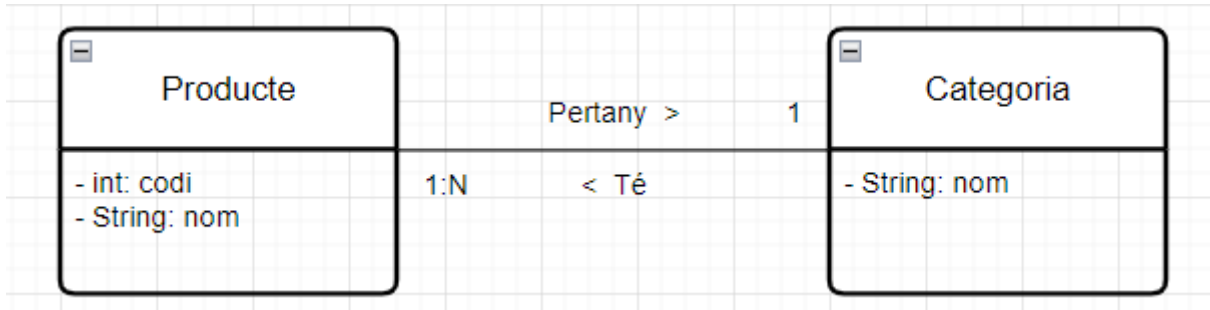 Producte
- int: codi
- String: nom
Pertany >
1
1:N
< Té
Categoria
- String: nom